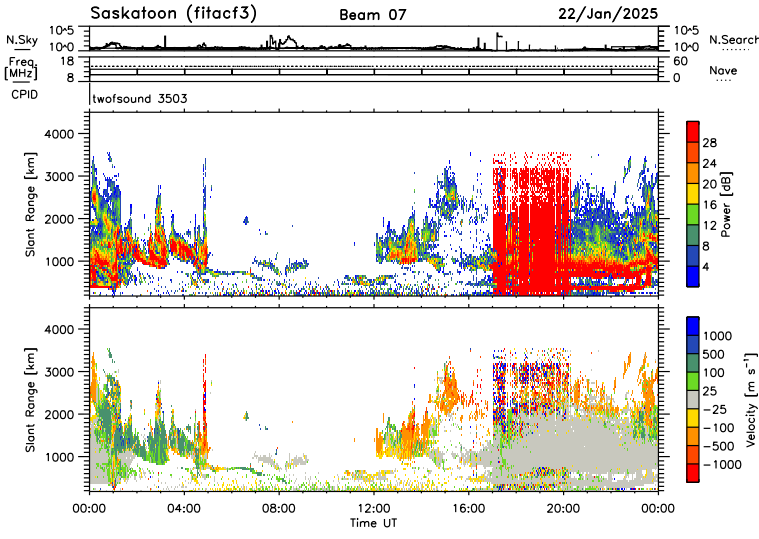 Saskatoon (fitacf3) Beam 07 22/Jan/2025
N.Sky 10^5 10^0 10^5 10^0 N.Search
Freq. [MHz] 18 8 60 0 Nave
CPID twofsound 3503
Slant Range [km] 4000 3000 2000 1000
Power [dB] 28 24 20 16 12 8 4
Slant Range [km] 4000 3000 2000 1000
Velocity [m s^-1] 1000 500 100 25 -25 -100 -500 -1000
00:00 04:00 08:00 12:00 16:00 20:00 00:00
Time UT